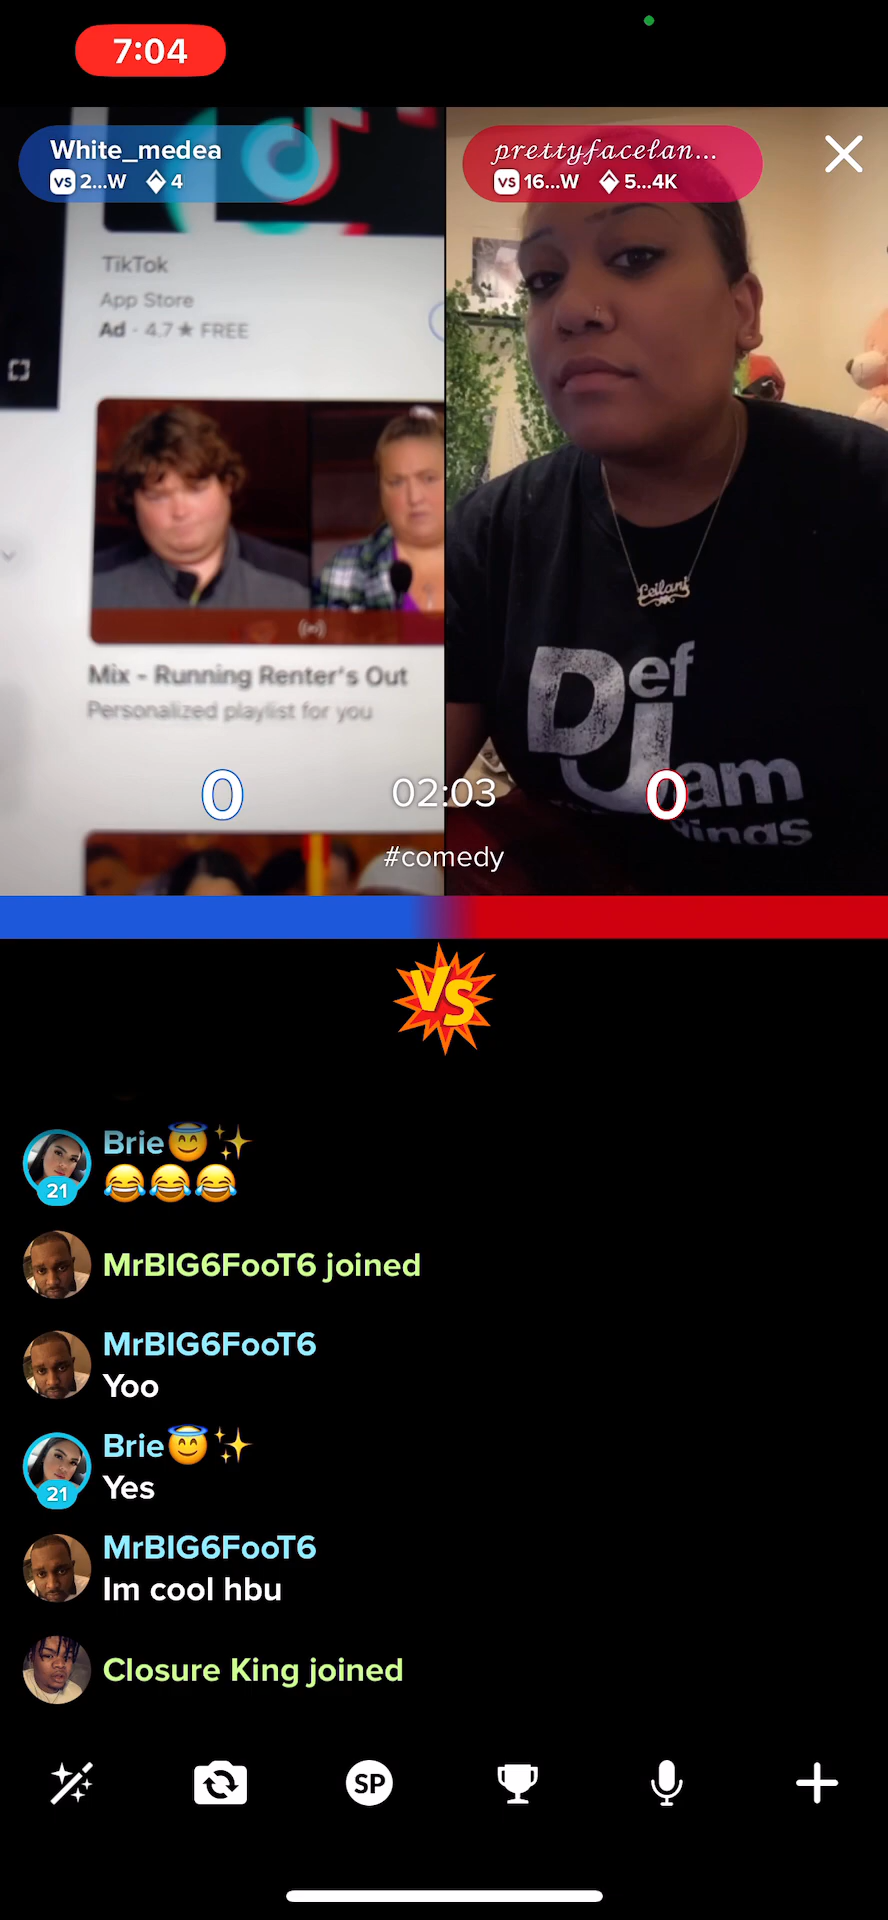 7:04
White_medea
VS 2...W 4
prettyfacelan...
VS 16...W 5...4K
TikTok
App Store
Ad · 4.7★ FREE
Mix - Running Renter's Out
Personalized playlist for you
Leilani
Def
Jam
0
02:03
0
#comedy
VS
Brie😇✨
21
😂😂😂
MrBIG6FooT6 joined
MrBIG6FooT6
Yoo
Brie😇✨
21
Yes
MrBIG6FooT6
Im cool hbu
Closure King joined
SP